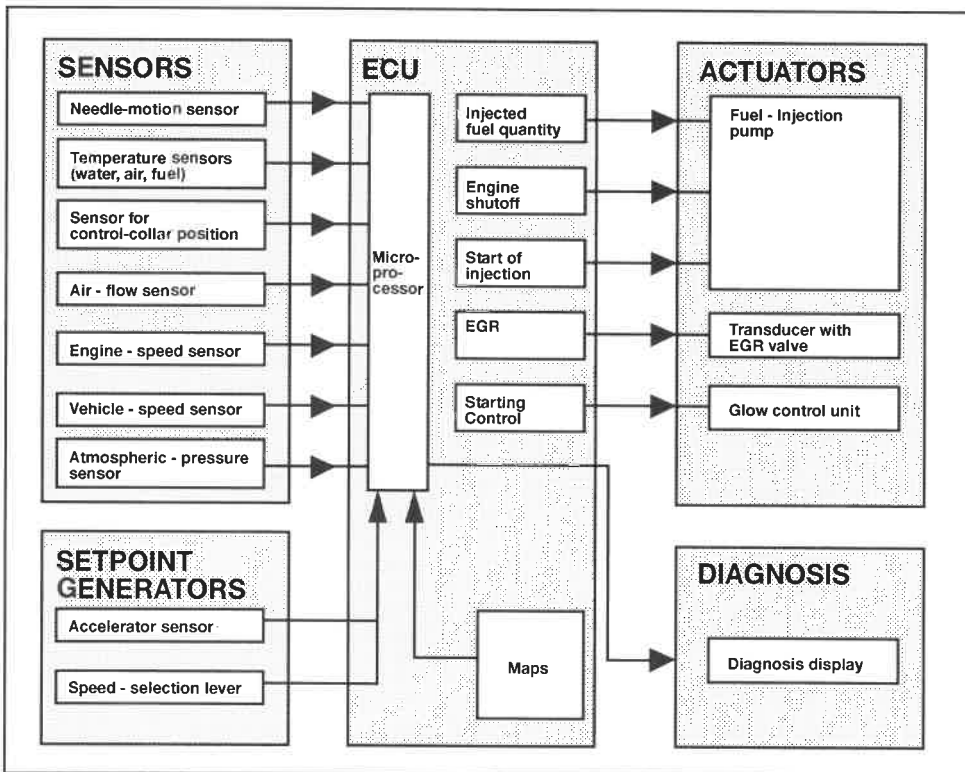 SENSORS
Needle-motion sensor
Temperature sensors
(water, air, fuel)
Sensor for
control-collar position
Air - flow sensor
Engine - speed sensor
Vehicle - speed sensor
Atmospheric - pressure
sensor
SETPOINT
GENERATORS
Accelerator sensor
Speed - selection lever
ECU
Micro-
pro-
cessor
Injected
fuel quantity
Engine
shutoff
Start of
injection
EGR
Starting
Control
Maps
ACTUATORS
Fuel - Injection
pump
Transducer with
EGR valve
Glow control unit
DIAGNOSIS
Diagnosis display